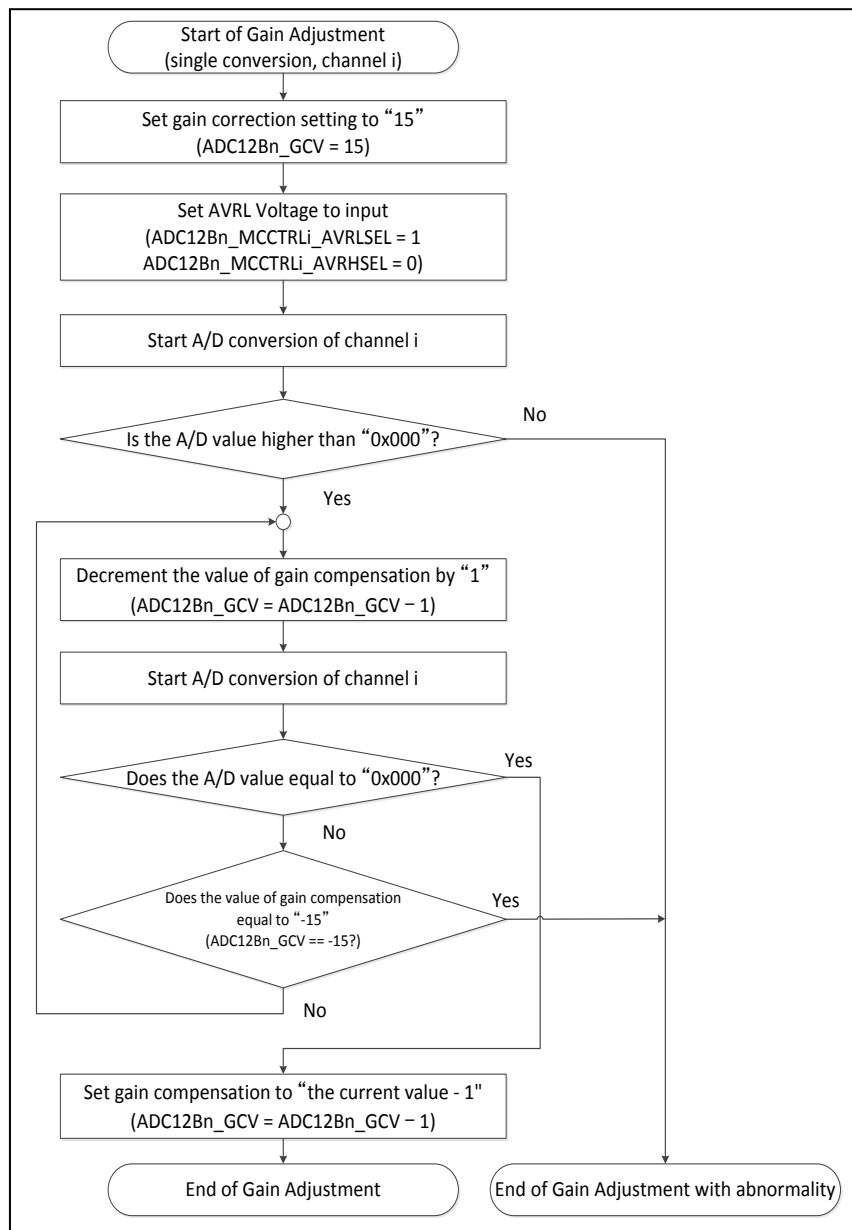 Start of Gain Adjustment
(single conversion, channel i)
Set gain correction setting to “15”
(ADC12Bn_GCV = 15)
Set AVRL Voltage to input
(ADC12Bn_MCCTRLi_AVRLSEL = 1
ADC12Bn_MCCTRLi_AVRHSEL = 0)
Start A/D conversion of channel i
Is the A/D value higher than “0x000”?
No
Yes
Decrement the value of gain compensation by “1”
(ADC12Bn_GCV = ADC12Bn_GCV − 1)
Start A/D conversion of channel i
Does the A/D value equal to “0x000”?
Yes
No
Does the value of gain compensation
equal to “-15”
(ADC12Bn_GCV == -15?)
Yes
No
Set gain compensation to “the current value - 1"
(ADC12Bn_GCV = ADC12Bn_GCV − 1)
End of Gain Adjustment
End of Gain Adjustment with abnormality